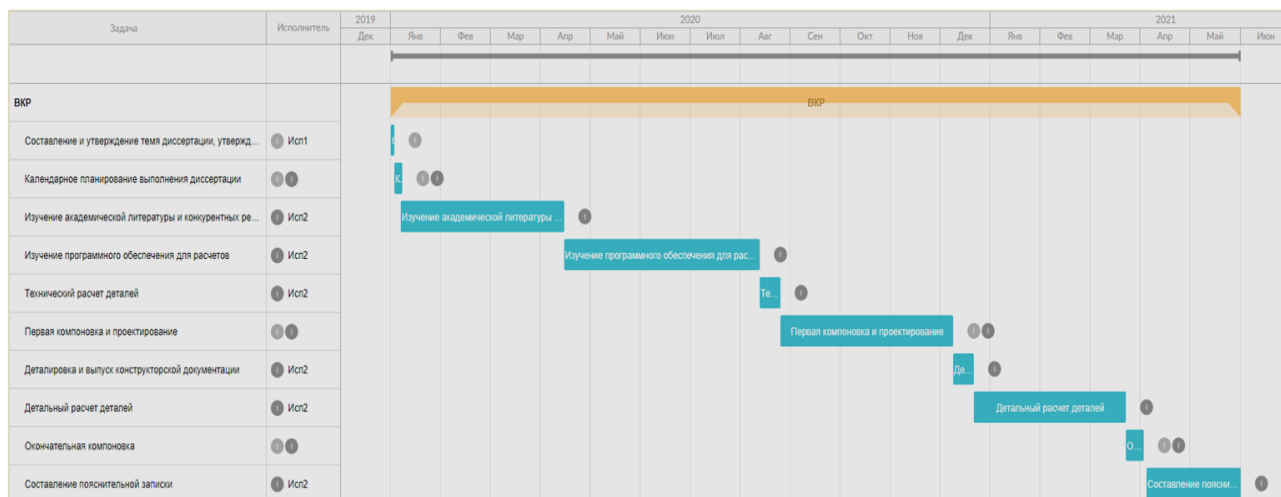 Задача Исполнитель 2019 2020 2021
Дек Янв Фев Мар Апр Май Июн Июл Авг Сен Окт Ноя Дек Янв Фев Мар Апр Май Июн
ВКР ВКР
Составление и утверждение темя диссертации, утвержд... Исп1
Календарное планирование выполнения диссертации К.
Изучение академической литературы и конкурентных ре... Исп2 Изучение академической литературы ...
Изучение программного обеспечения для расчетов Исп2 Изучение программного обеспечения для рас...
Технический расчет деталей Исп2 Те...
Первая компоновка и проектирование Первая компоновка и проектирование
Деталировка и выпуск конструкторской документации Исп2 Де...
Детальный расчет деталей Исп2 Детальный расчет деталей
Окончательная компоновка О...
Составление пояснительной записки Исп2 Составление поясни...